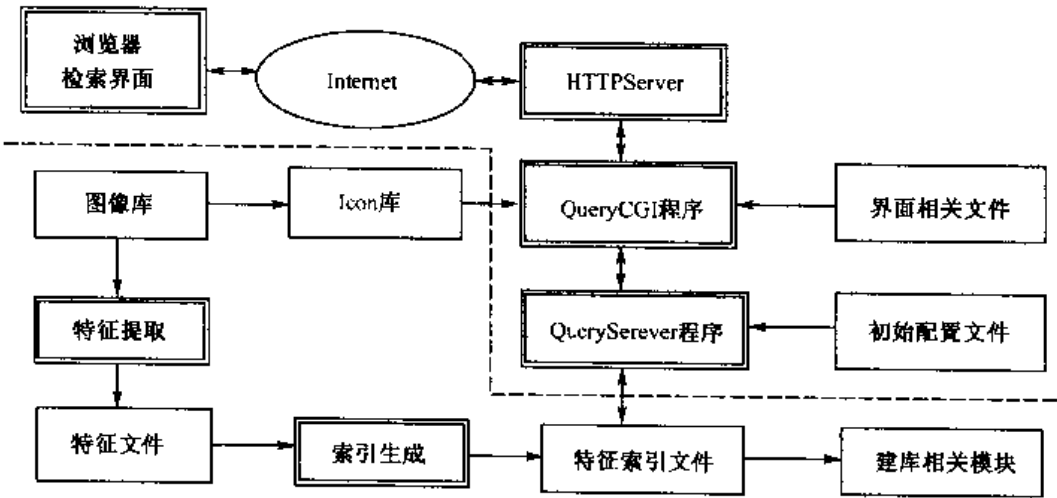 浏览器
检索界面
Internet
HTTPServer
图像库
Icon库
QueryCGI程序
界面相关文件
特征提取
QuerySerever程序
初始配置文件
特征文件
索引生成
特征索引文件
建库相关模块